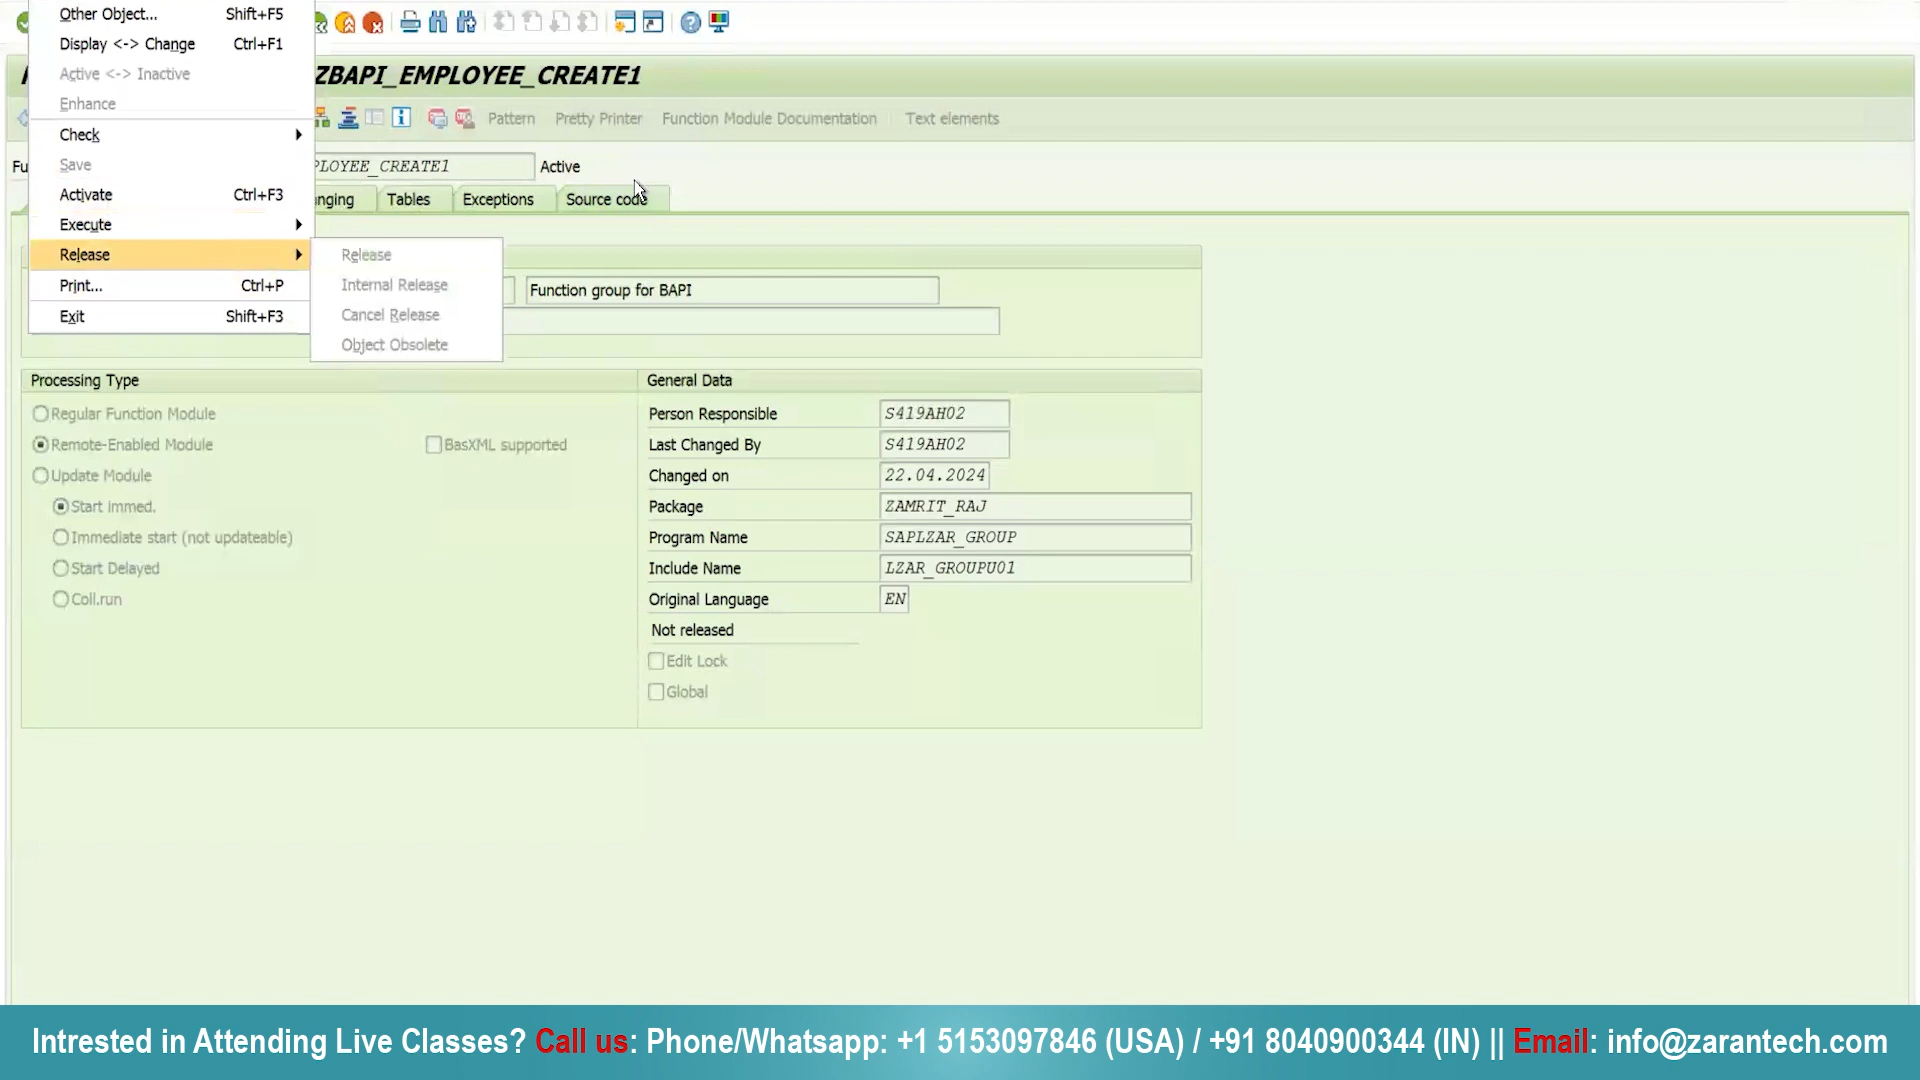 Other Object... Shift+F5
Display <-> Change Ctrl+F1
Active <-> Inactive
Enhance
ZBAPI_EMPLOYEE_CREATE1
Pattern Pretty Printer Function Module Documentation Text elements
Check
Save
PLOYEE_CREATE1 Active
Activate Ctrl+F3
Tables Exceptions Source code
Execute
Release
Print... Ctrl+P
Exit Shift+F3
Release
Internal Release
Cancel Release
Object Obsolete
Function group for BAPI
Processing Type
Regular Function Module
Remote-Enabled Module BasXML supported
Update Module
Start immed.
Immediate start (not updateable)
Start Delayed
Coll.run
General Data
Person Responsible S419AH02
Last Changed By S419AH02
Changed on 22.04.2024
Package ZAMRIT_RAJ
Program Name SAPLZAR_GROUP
Include Name LZAR_GROUPU01
Original Language EN
Not released
Edit Lock
Global
Intrested in Attending Live Classes? Call us: Phone/Whatsapp: +1 5153097846 (USA) / +91 8040900344 (IN) || Email: info@zarantech.com